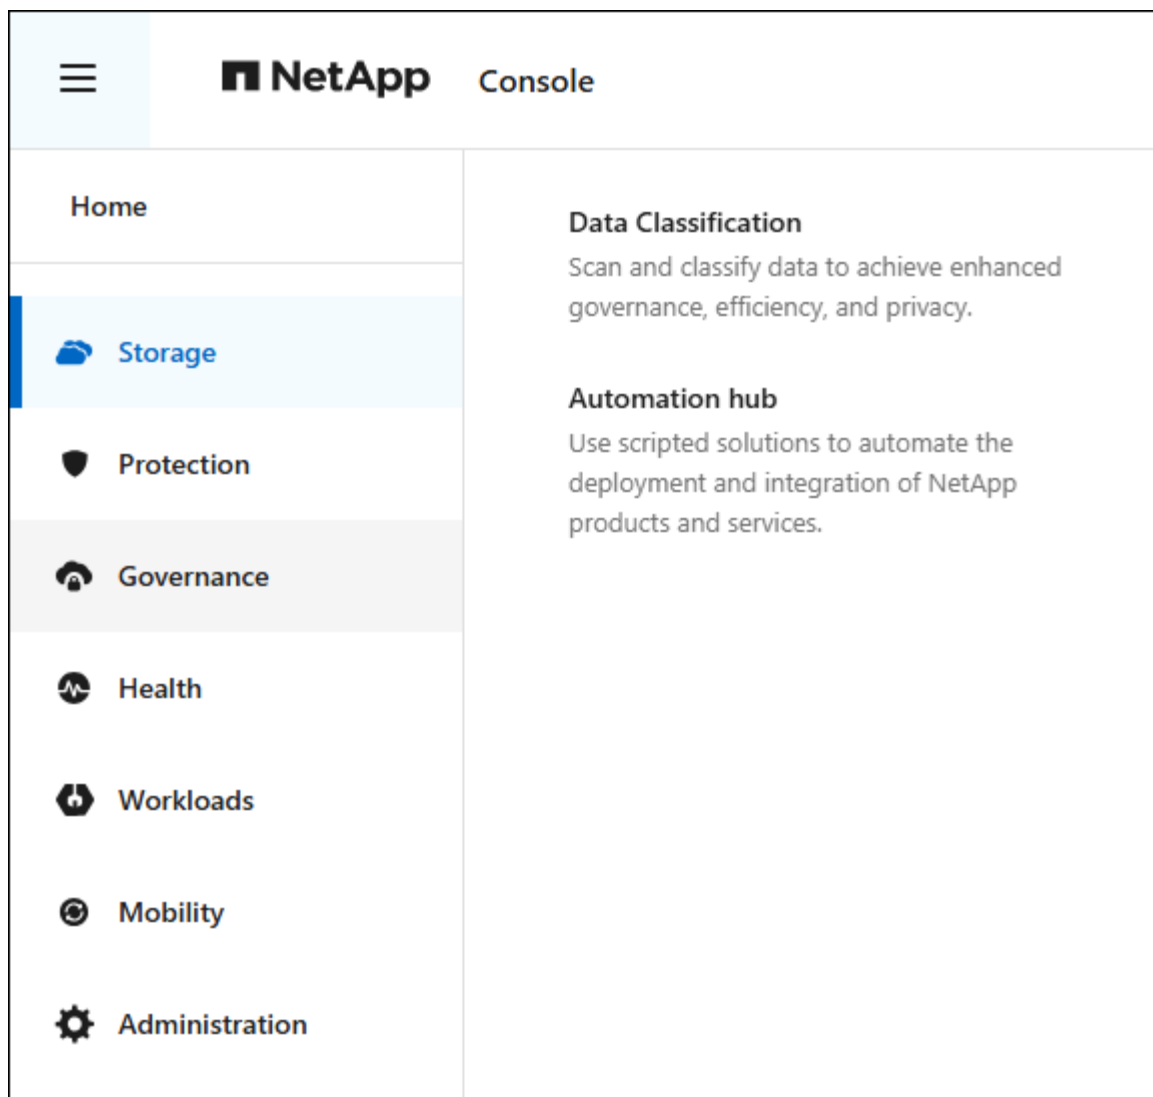 NetApp Console
Home
Storage
Protection
Governance
Health
Workloads
Mobility
Administration
Data Classification
Scan and classify data to achieve enhanced
governance, efficiency, and privacy.
Automation hub
Use scripted solutions to automate the
deployment and integration of NetApp
products and services.